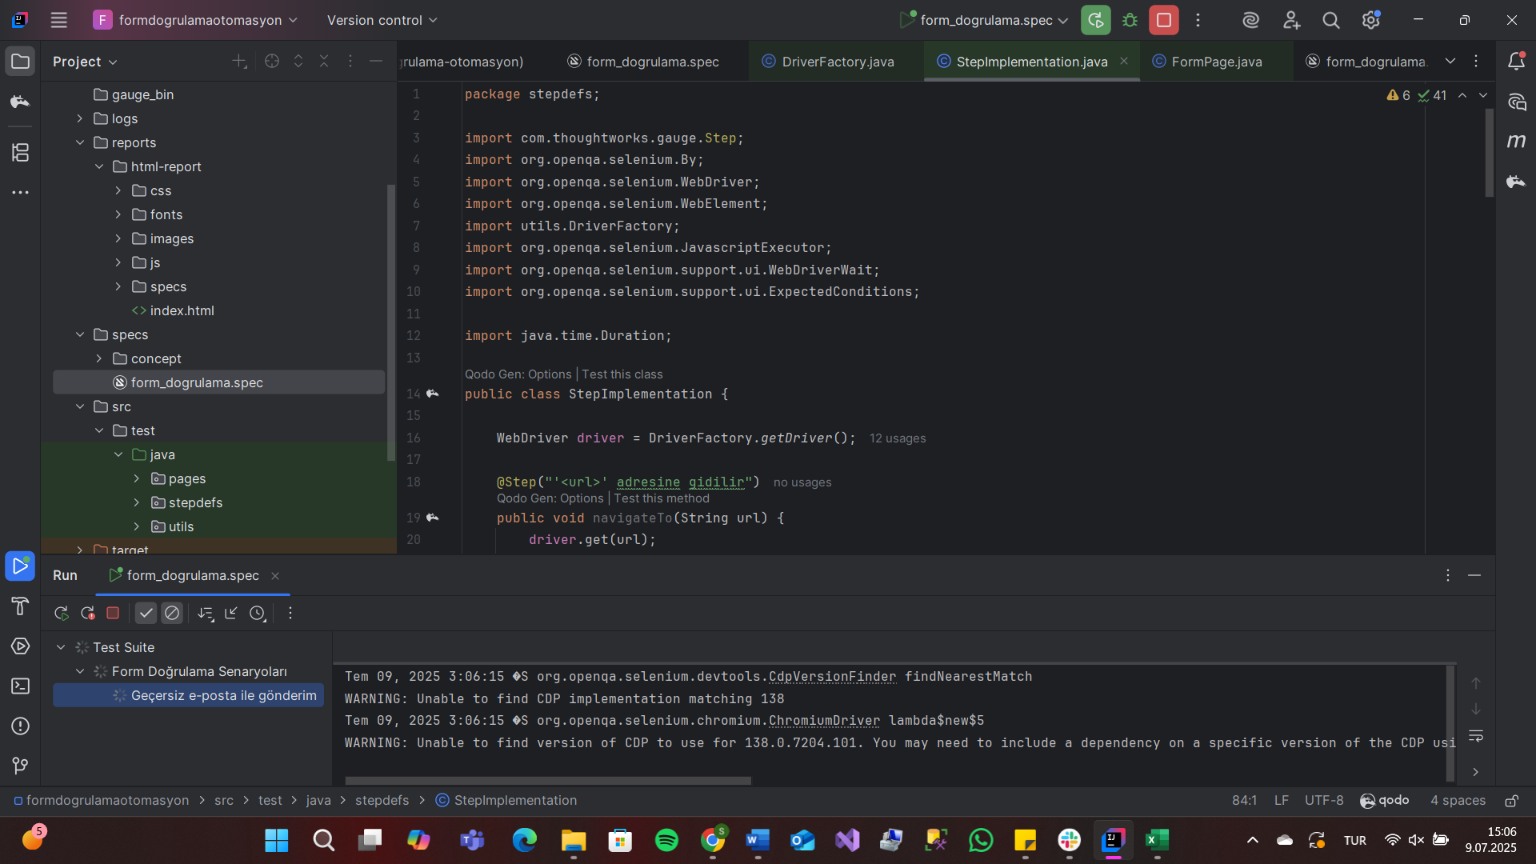 F formdogrulamaotomasyon Version control form_dogrulama.spec
Project
rulama-otomasyon) form_dogrulama.spec DriverFactory.java StepImplementation.java FormPage.java form_dogrulama.
gauge_bin
logs
reports
html-report
css
fonts
images
js
specs
index.html
specs
concept
form_dogrulama.spec
src
test
java
pages
stepdefs
utils
target
6 41
1 package stepdefs;
2
3 import com.thoughtworks.gauge.Step;
4 import org.openqa.selenium.By;
5 import org.openqa.selenium.WebDriver;
6 import org.openqa.selenium.WebElement;
7 import utils.DriverFactory;
8 import org.openqa.selenium.JavascriptExecutor;
9 import org.openqa.selenium.support.ui.WebDriverWait;
10 import org.openqa.selenium.support.ui.ExpectedConditions;
11
12 import java.time.Duration;
13
Qodo Gen: Options | Test this class
14 public class StepImplementation {
15
16 WebDriver driver = DriverFactory.getDriver(); 12 usages
17
18 @Step("'<url>' adresine gidilir") no usages
Qodo Gen: Options | Test this method
19 public void navigateTo(String url) {
20 driver.get(url);
m
Run form_dogrulama.spec
Test Suite
Form Doğrulama Senaryoları
Geçersiz e-posta ile gönderim
Tem 09, 2025 3:06:15 �S org.openqa.selenium.devtools.CdpVersionFinder findNearestMatch
WARNING: Unable to find CDP implementation matching 138
Tem 09, 2025 3:06:15 �S org.openqa.selenium.chromium.ChromiumDriver lambda$new$5
WARNING: Unable to find version of CDP to use for 138.0.7204.101. You may need to include a dependency on a specific version of the CDP usi
formdogrulamaotomasyon > src > test > java > stepdefs > StepImplementation 84:1 LF UTF-8 qodo 4 spaces
5
TUR
15:06
9.07.2025